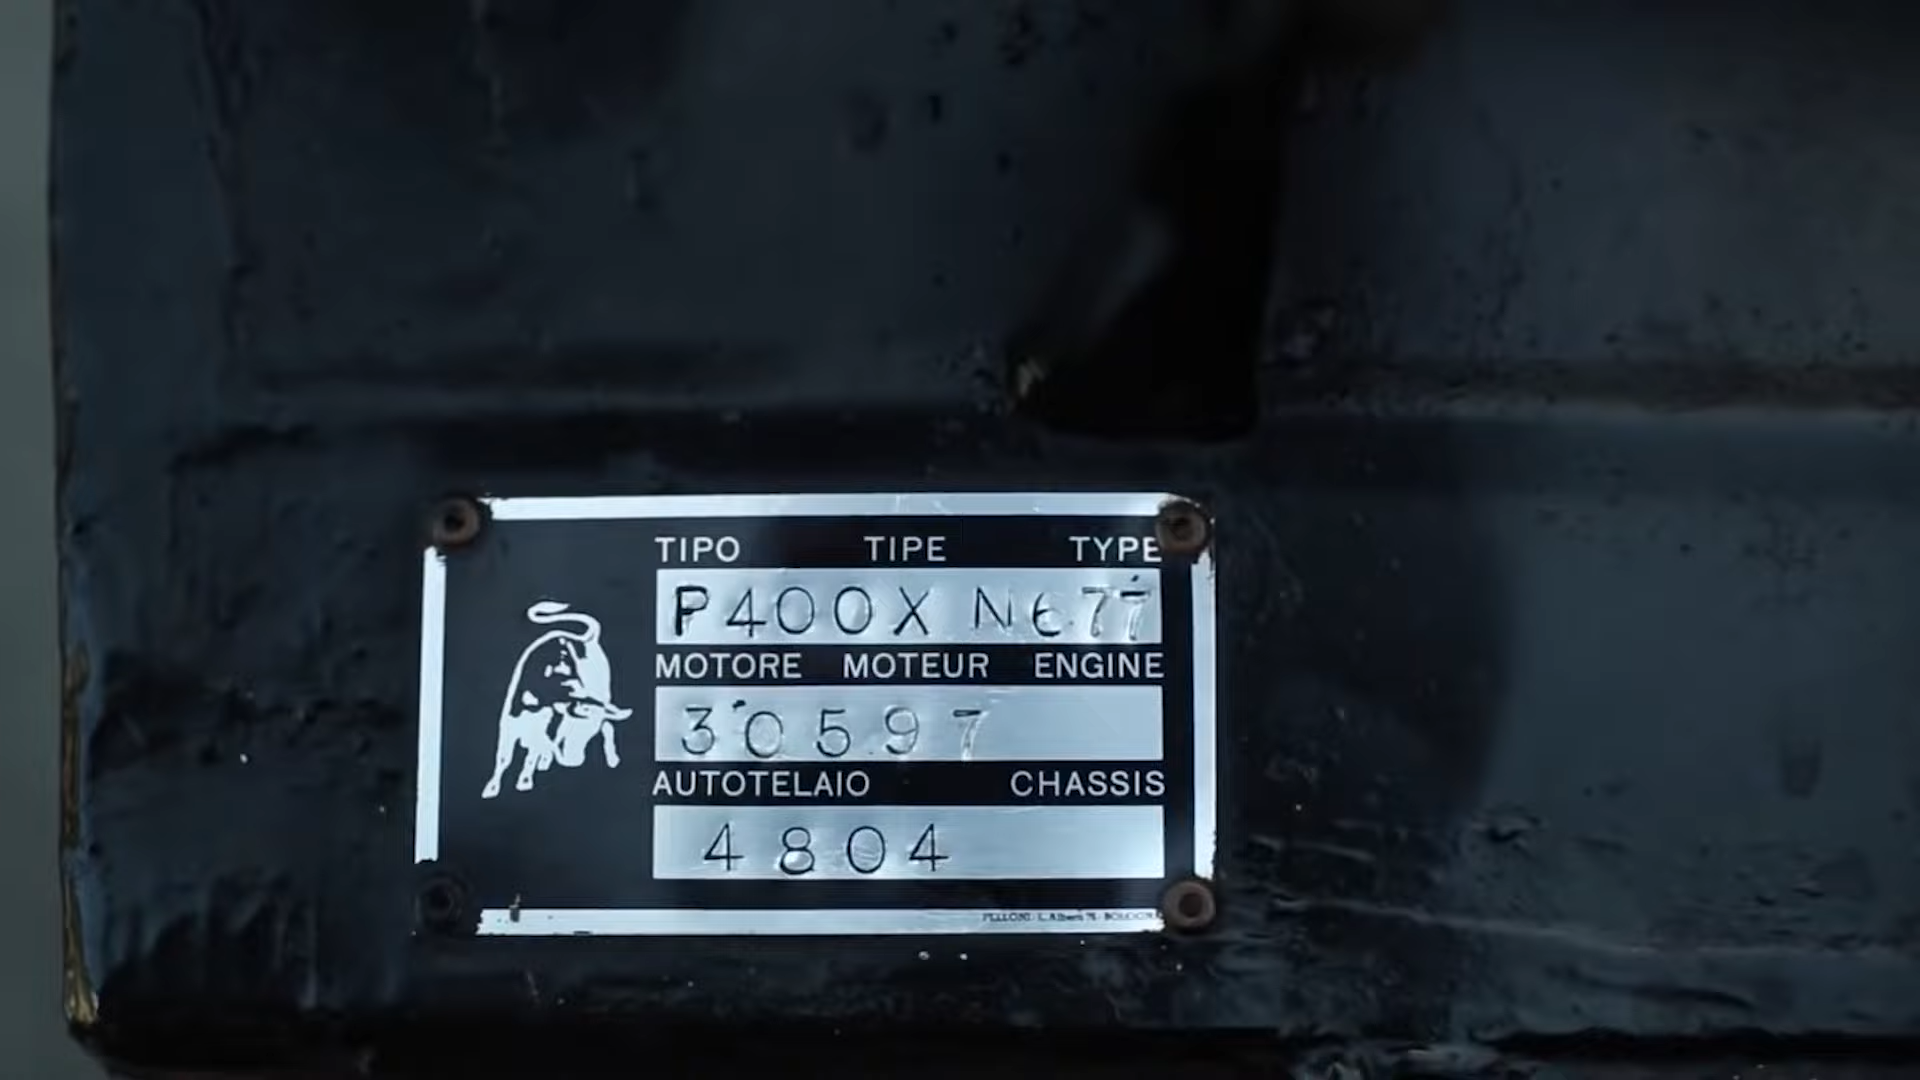 TIPO TIPE TYPE
P400X N677
MOTORE MOTEUR ENGINE
30597
AUTOTELAIO CHASSIS
4804